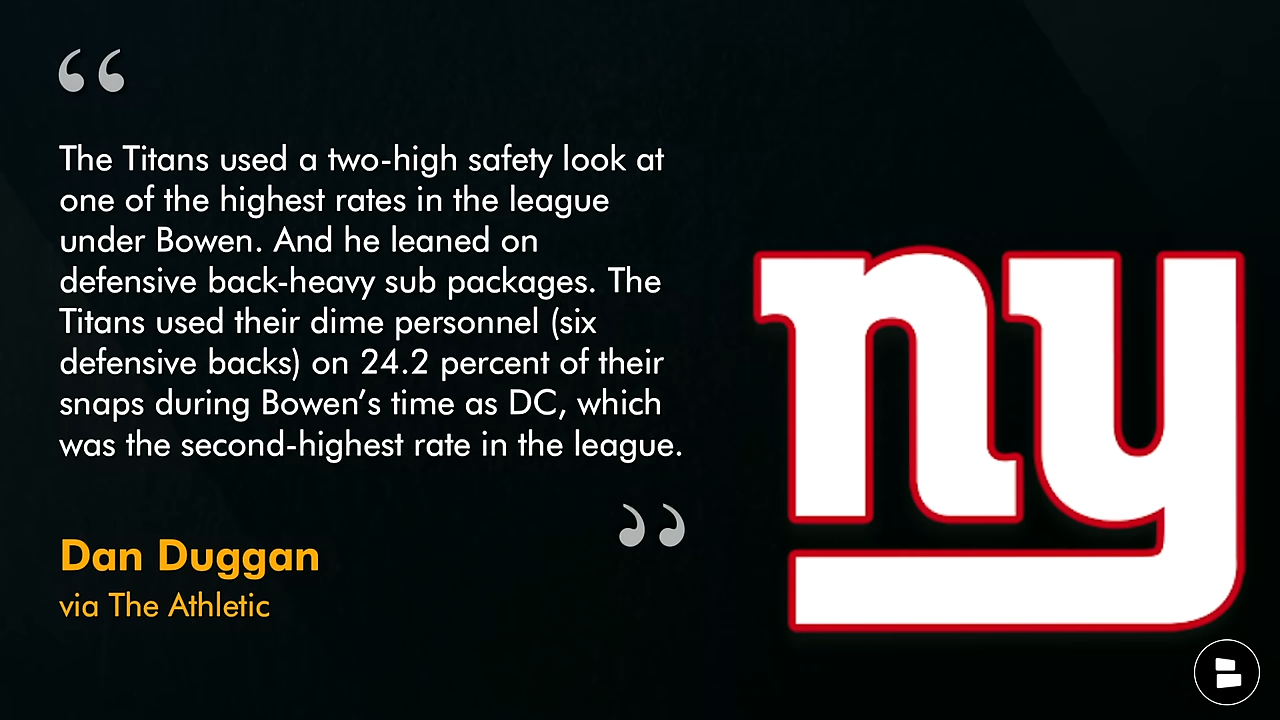 “
The Titans used a two-high safety look at
one of the highest rates in the league
under Bowen. And he leaned on
defensive back-heavy sub packages. The
Titans used their dime personnel (six
defensive backs) on 24.2 percent of their
snaps during Bowen’s time as DC, which
was the second-highest rate in the league.
”
Dan Duggan
via The Athletic
ny